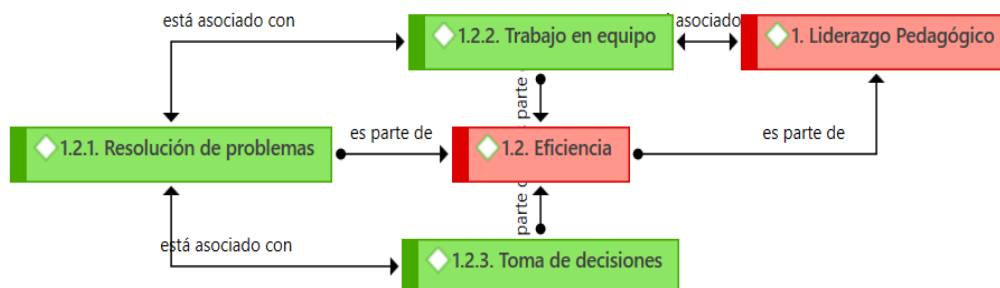 está asociado con
1.2.2. Trabajo en equipo
asociado
1. Liderazgo Pedagógico
parte
1.2.1. Resolución de problemas
es parte de
1.2. Eficiencia
es parte de
parte
está asociado con
1.2.3. Toma de decisiones